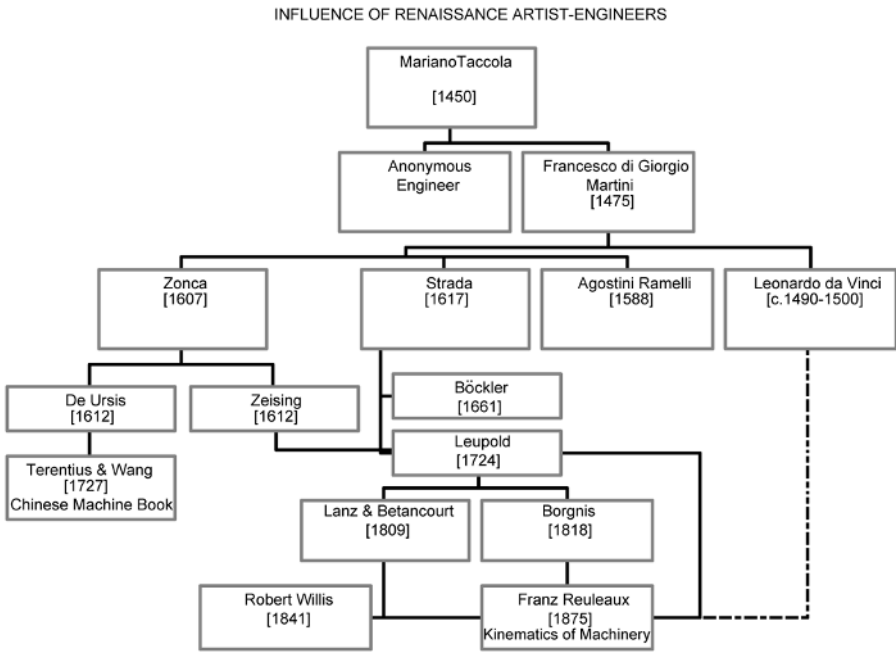 INFLUENCE OF RENAISSANCE ARTIST-ENGINEERS
MarianoTaccola
[1450]
Anonymous
Engineer
Francesco di Giorgio
Martini
[1475]
Zonca
[1607]
Strada
[1617]
Agostini Ramelli
[1588]
Leonardo da Vinci
[c.1490-1500]
De Ursis
[1612]
Zeising
[1612]
Böckler
[1661]
Leupold
[1724]
Terentius & Wang
[1727]
Chinese Machine Book
Lanz & Betancourt
[1809]
Borgnis
[1818]
Robert Willis
[1841]
Franz Reuleaux
[1875]
Kinematics of Machinery